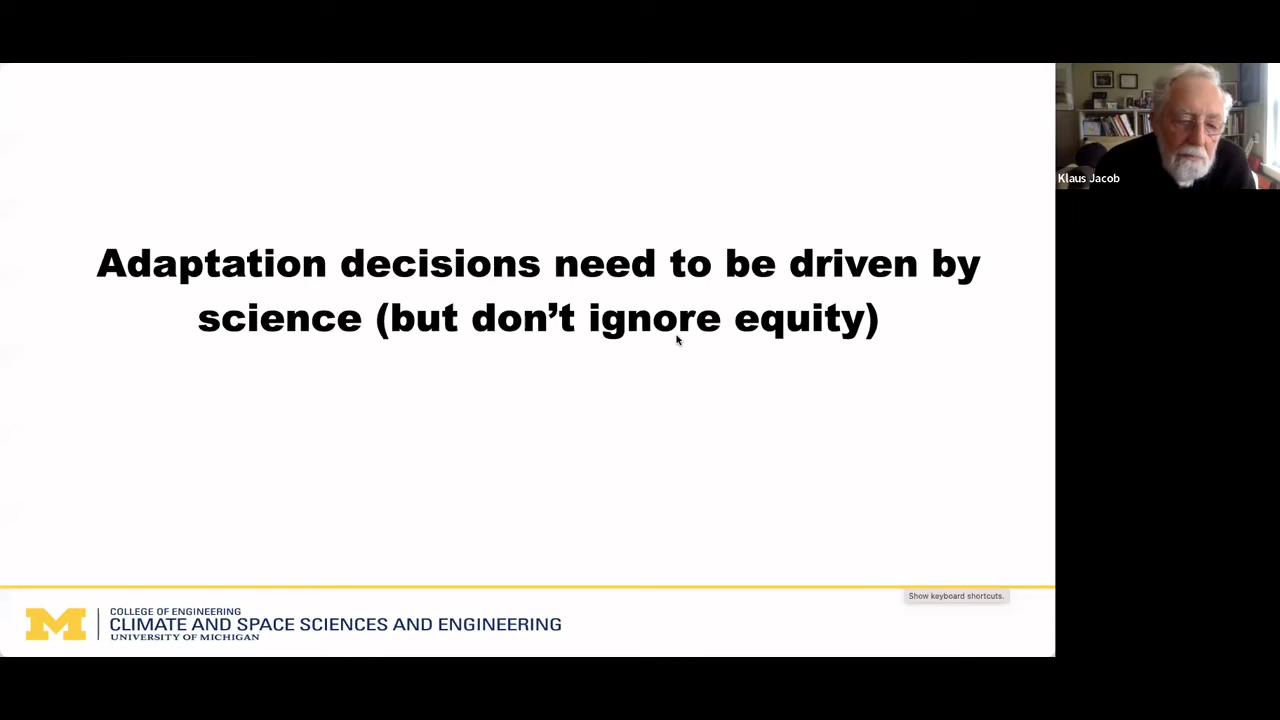 Adaptation decisions need to be driven by
science (but don’t ignore equity)
Klaus Jacob
Show keyboard shortcuts.
M
COLLEGE OF ENGINEERING
CLIMATE AND SPACE SCIENCES AND ENGINEERING
UNIVERSITY OF MICHIGAN